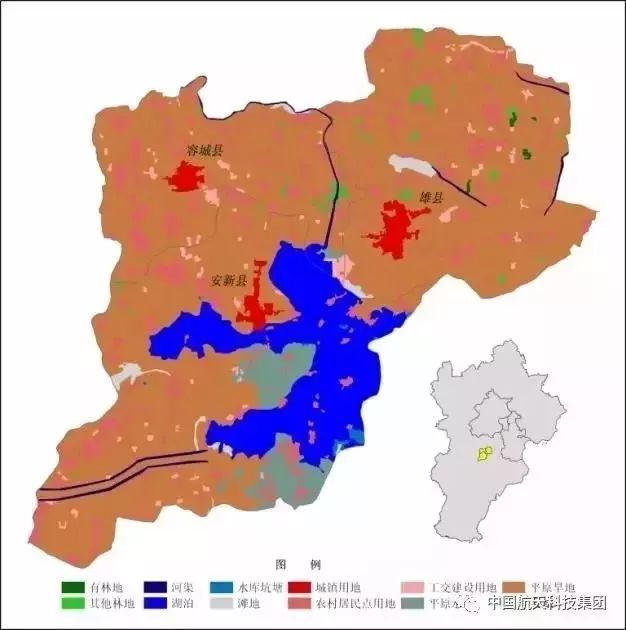 容城县
雄县
安新县
图 例
有林地 河渠 水库坑塘 城镇用地 工交建设用地 平原旱地
其他林地 湖泊 滩地 农村居民点用地 平原 中国航天科技集团